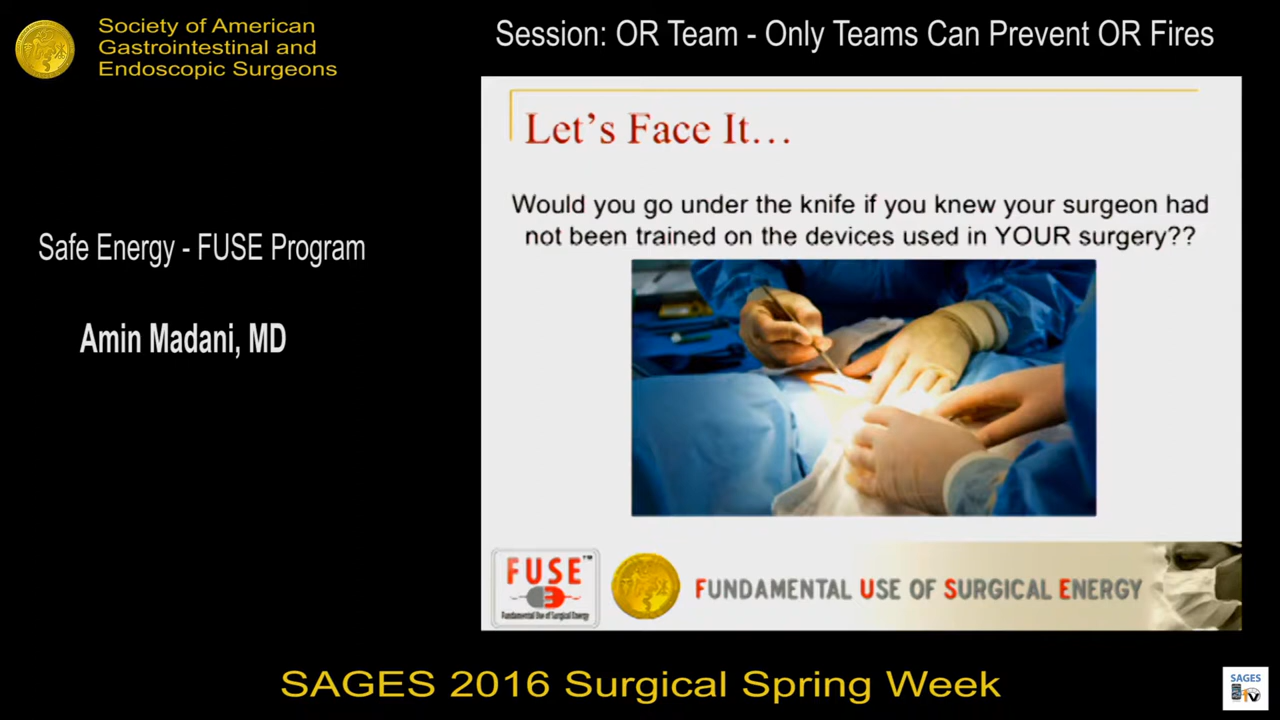 Society of American
Gastrointestinal and
Endoscopic Surgeons
Session: OR Team - Only Teams Can Prevent OR Fires
Safe Energy - FUSE Program
Amin Madani, MD
Let's Face It...
Would you go under the knife if you knew your surgeon had
not been trained on the devices used in YOUR surgery??
FUSE™
Fundamental Use of Surgical Energy
FUNDAMENTAL USE OF SURGICAL ENERGY
SAGES 2016 Surgical Spring Week
SAGES
TV